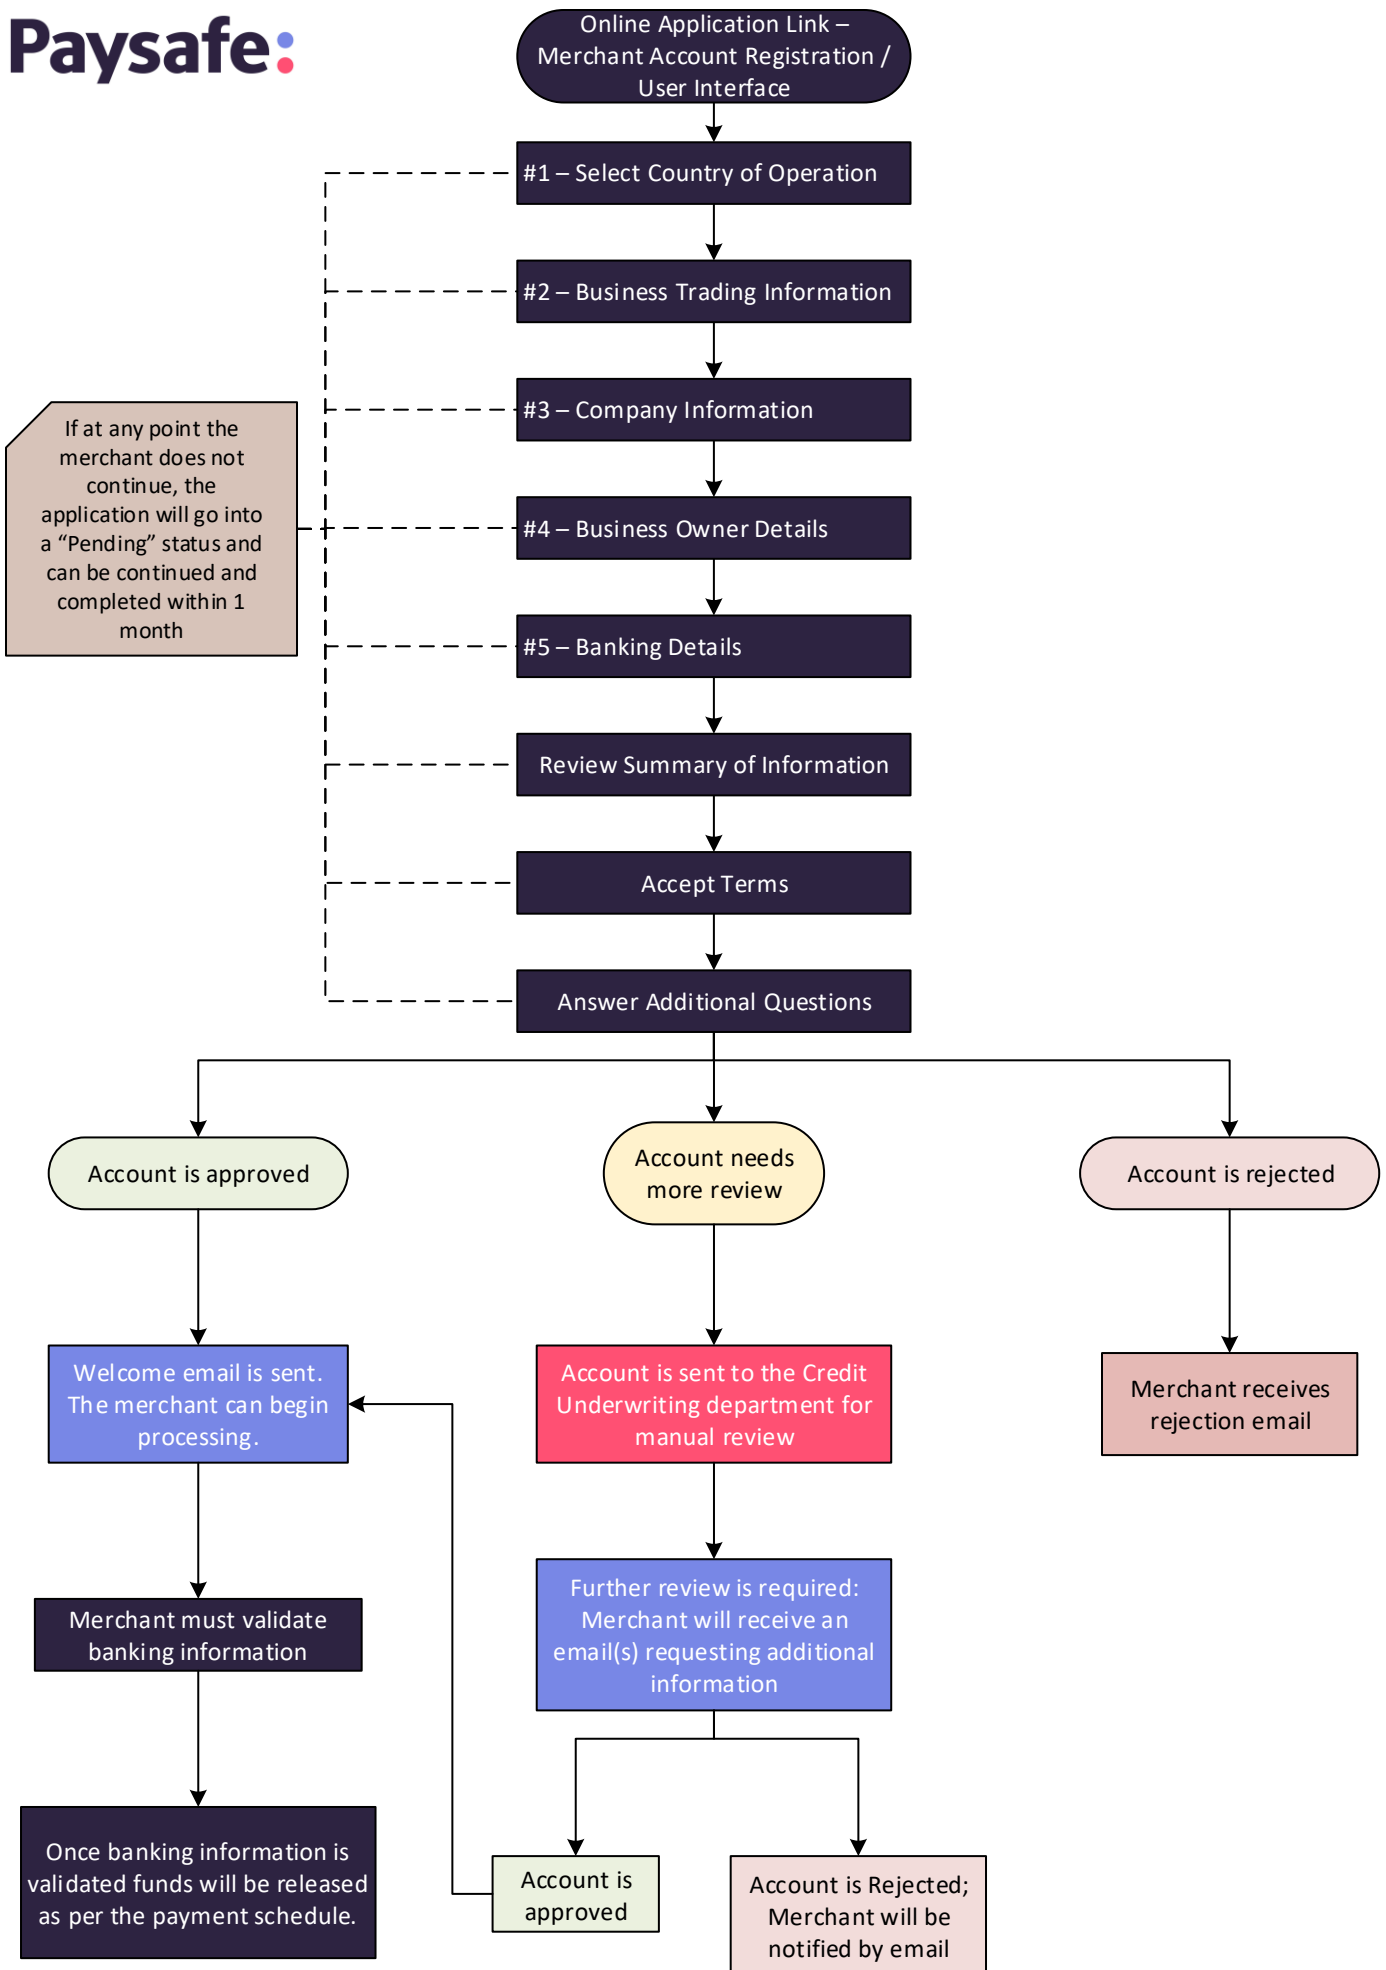 Paysafe:
Online Application Link –
Merchant Account Registration /
User Interface
#1 – Select Country of Operation
#2 – Business Trading Information
#3 – Company Information
If at any point the
merchant does not
continue, the
application will go into
a “Pending” status and
can be continued and
completed within 1
month
#4 – Business Owner Details
#5 – Banking Details
Review Summary of Information
Accept Terms
Answer Additional Questions
Account is approved
Account needs
more review
Account is rejected
Welcome email is sent.
The merchant can begin
processing.
Account is sent to the Credit
Underwriting department for
manual review
Merchant receives
rejection email
Merchant must validate
banking information
Further review is required:
Merchant will receive an
email(s) requesting additional
information
Once banking information is
validated funds will be released
as per the payment schedule.
Account is
approved
Account is Rejected;
Merchant will be
notified by email